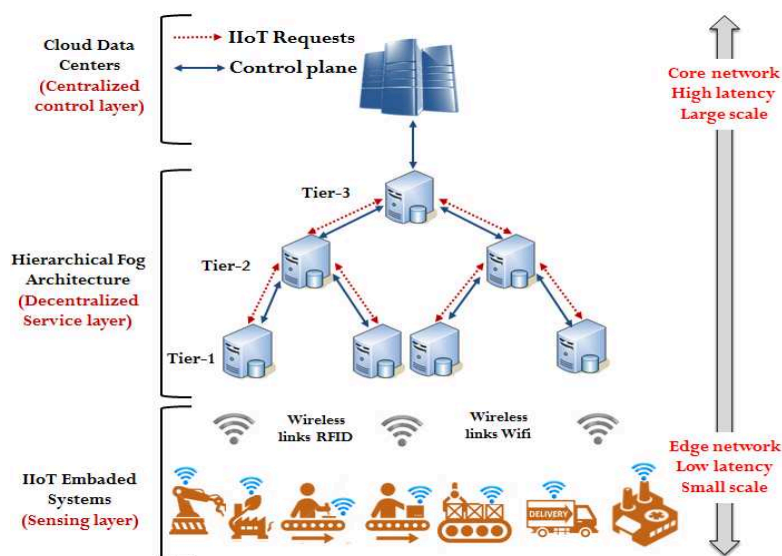 Cloud Data
Centers
(Centralized
control layer)
IIoT Requests
Control plane
Core network
High latency
Large scale
Tier-3
Hierarchical Fog
Architecture
(Decentralized
Service layer)
Tier-2
Tier-1
Wireless
links RFID
Wireless
links Wifi
Edge network
Low latency
Small scale
IIoT Embaded
Systems
(Sensing layer)
DELIVERY